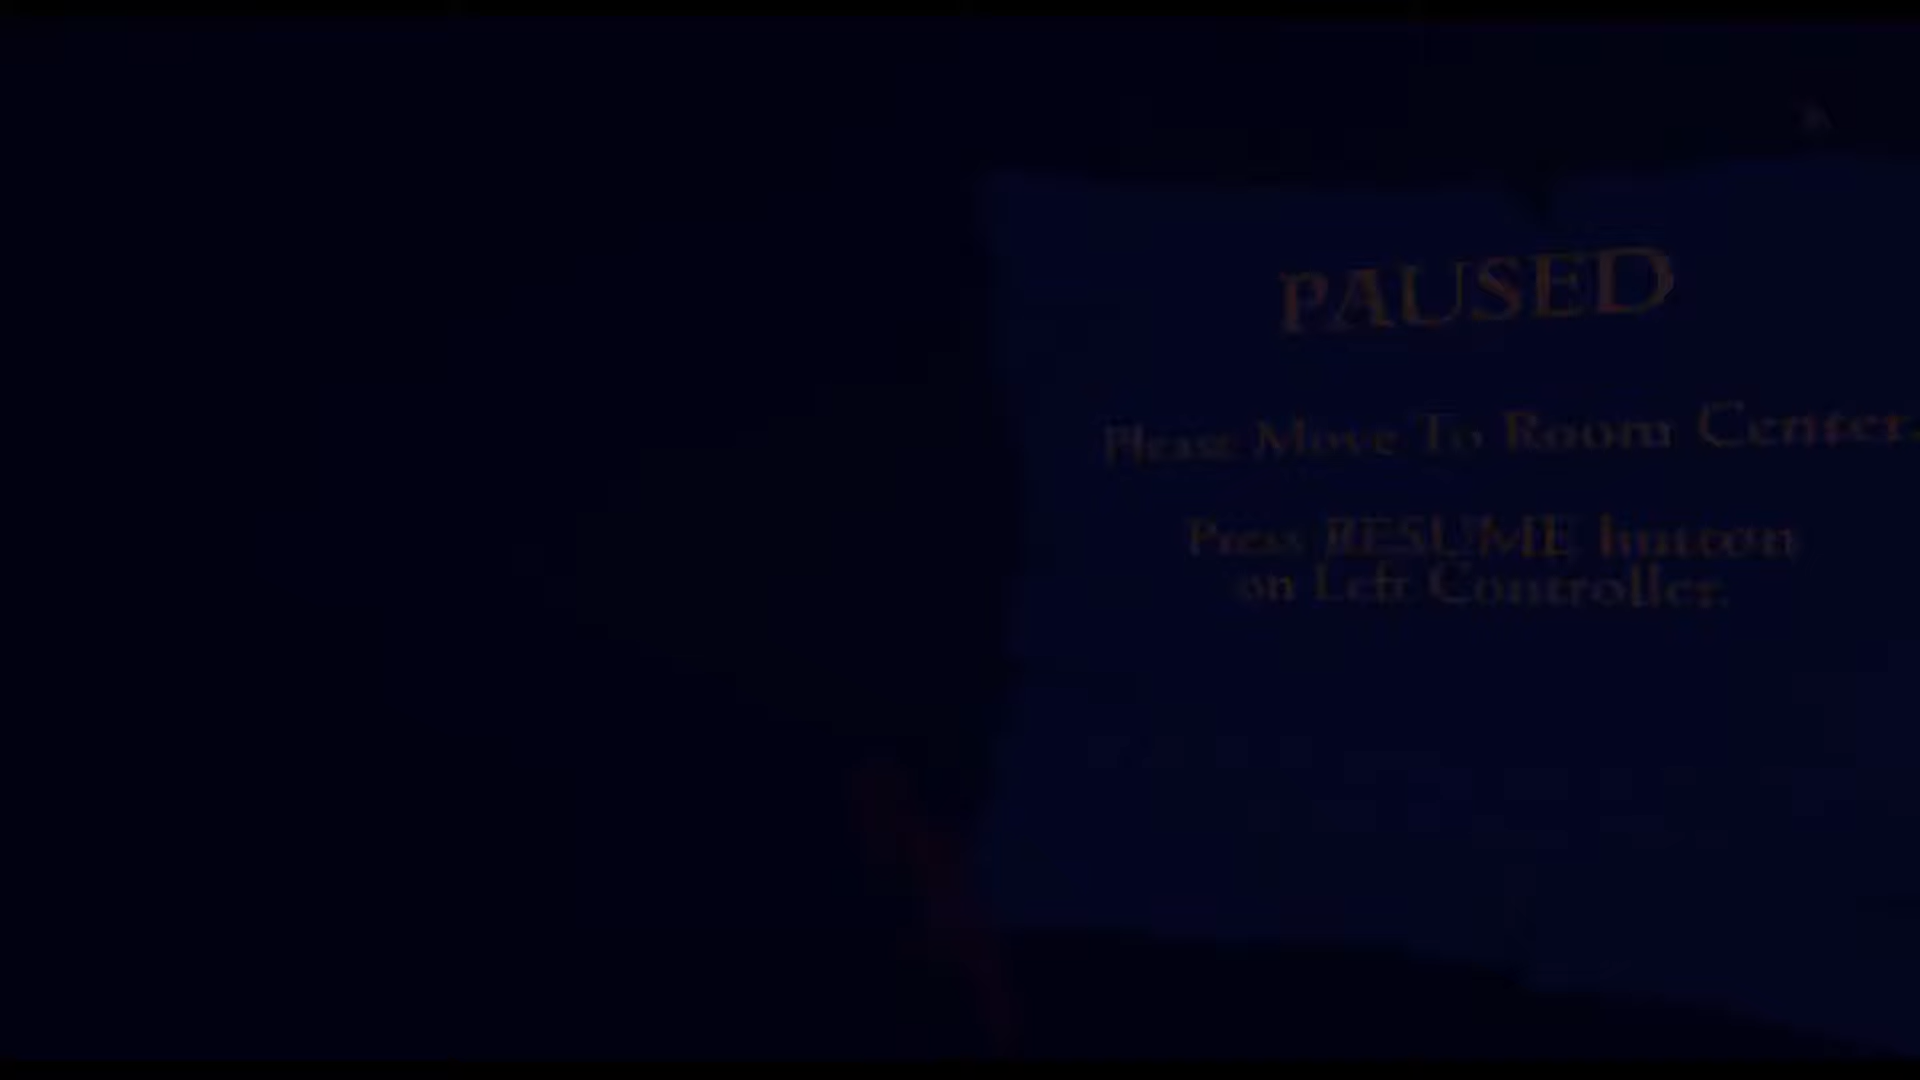 PAUSED
Please Move To Room Center.
Press RESUME button
on Left Controller.